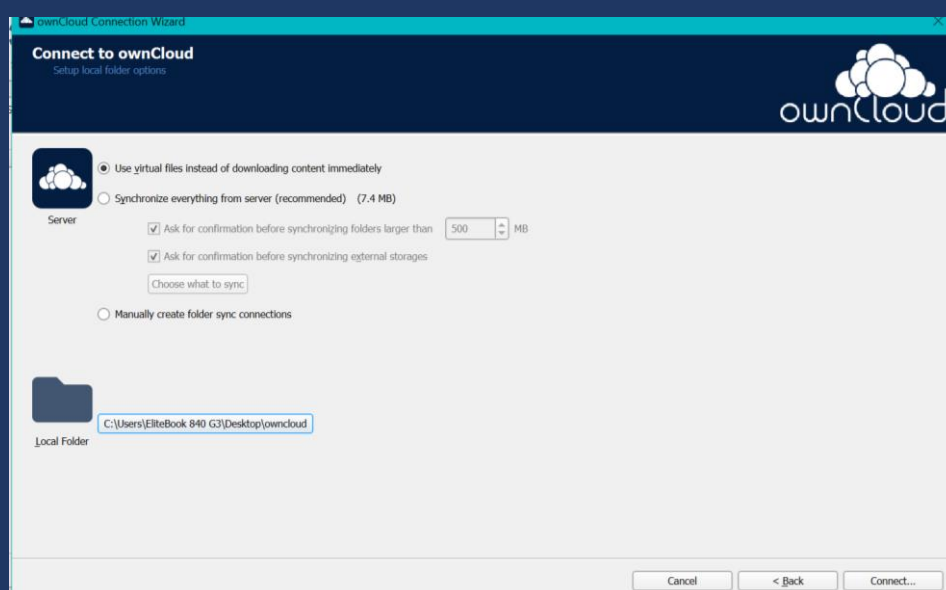 ownCloud Connection Wizard
Connect to ownCloud
Setup local folder options
ownCloud
Use virtual files instead of downloading content immediately
Synchronize everything from server (recommended) (7.4 MB)
Server
Ask for confirmation before synchronizing folders larger than 500 MB
Ask for confirmation before synchronizing external storages
Choose what to sync
Manually create folder sync connections
C:\Users\EliteBook 840 G3\Desktop\owncloud
Local Folder
Cancel < Back Connect...